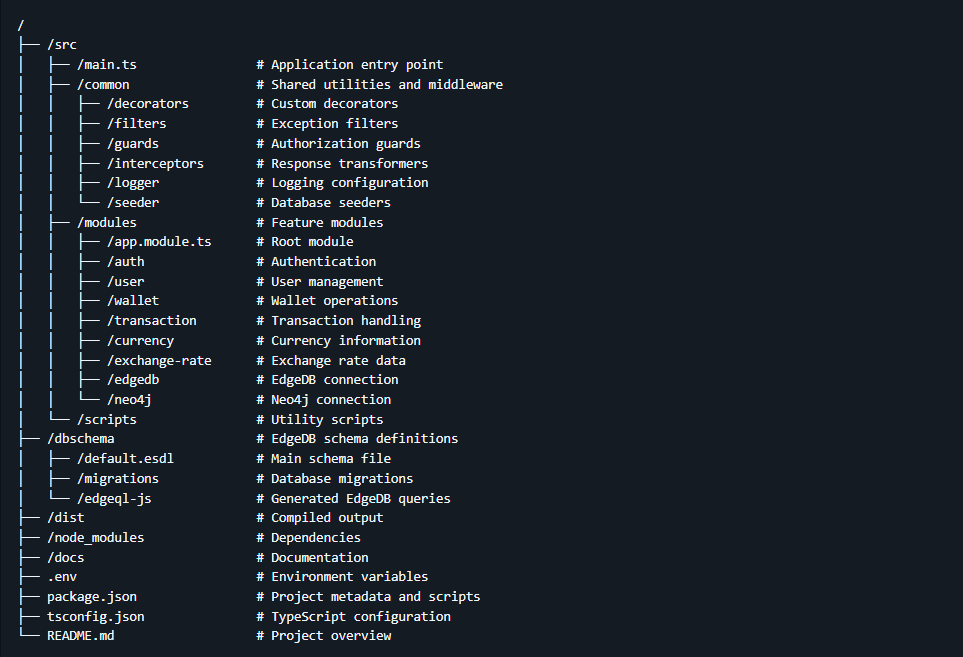 /
├── /src
│   ├── /main.ts                # Application entry point
│   ├── /common                 # Shared utilities and middleware
│   │   ├── /decorators         # Custom decorators
│   │   ├── /filters            # Exception filters
│   │   ├── /guards             # Authorization guards
│   │   ├── /interceptors       # Response transformers
│   │   ├── /logger             # Logging configuration
│   │   └── /seeder             # Database seeders
│   ├── /modules                # Feature modules
│   │   ├── /app.module.ts      # Root module
│   │   ├── /auth               # Authentication
│   │   ├── /user               # User management
│   │   ├── /wallet             # Wallet operations
│   │   ├── /transaction        # Transaction handling
│   │   ├── /currency           # Currency information
│   │   ├── /exchange-rate      # Exchange rate data
│   │   ├── /edgedb             # EdgeDB connection
│   │   └── /neo4j              # Neo4j connection
│   └── /scripts                # Utility scripts
├── /dbschema                   # EdgeDB schema definitions
│   ├── /default.esdl           # Main schema file
│   ├── /migrations             # Database migrations
│   └── /edgeql-js              # Generated EdgeDB queries
├── /dist                       # Compiled output
├── /node_modules               # Dependencies
├── /docs                       # Documentation
├── .env                        # Environment variables
├── package.json                # Project metadata and scripts
├── tsconfig.json               # TypeScript configuration
└── README.md                   # Project overview